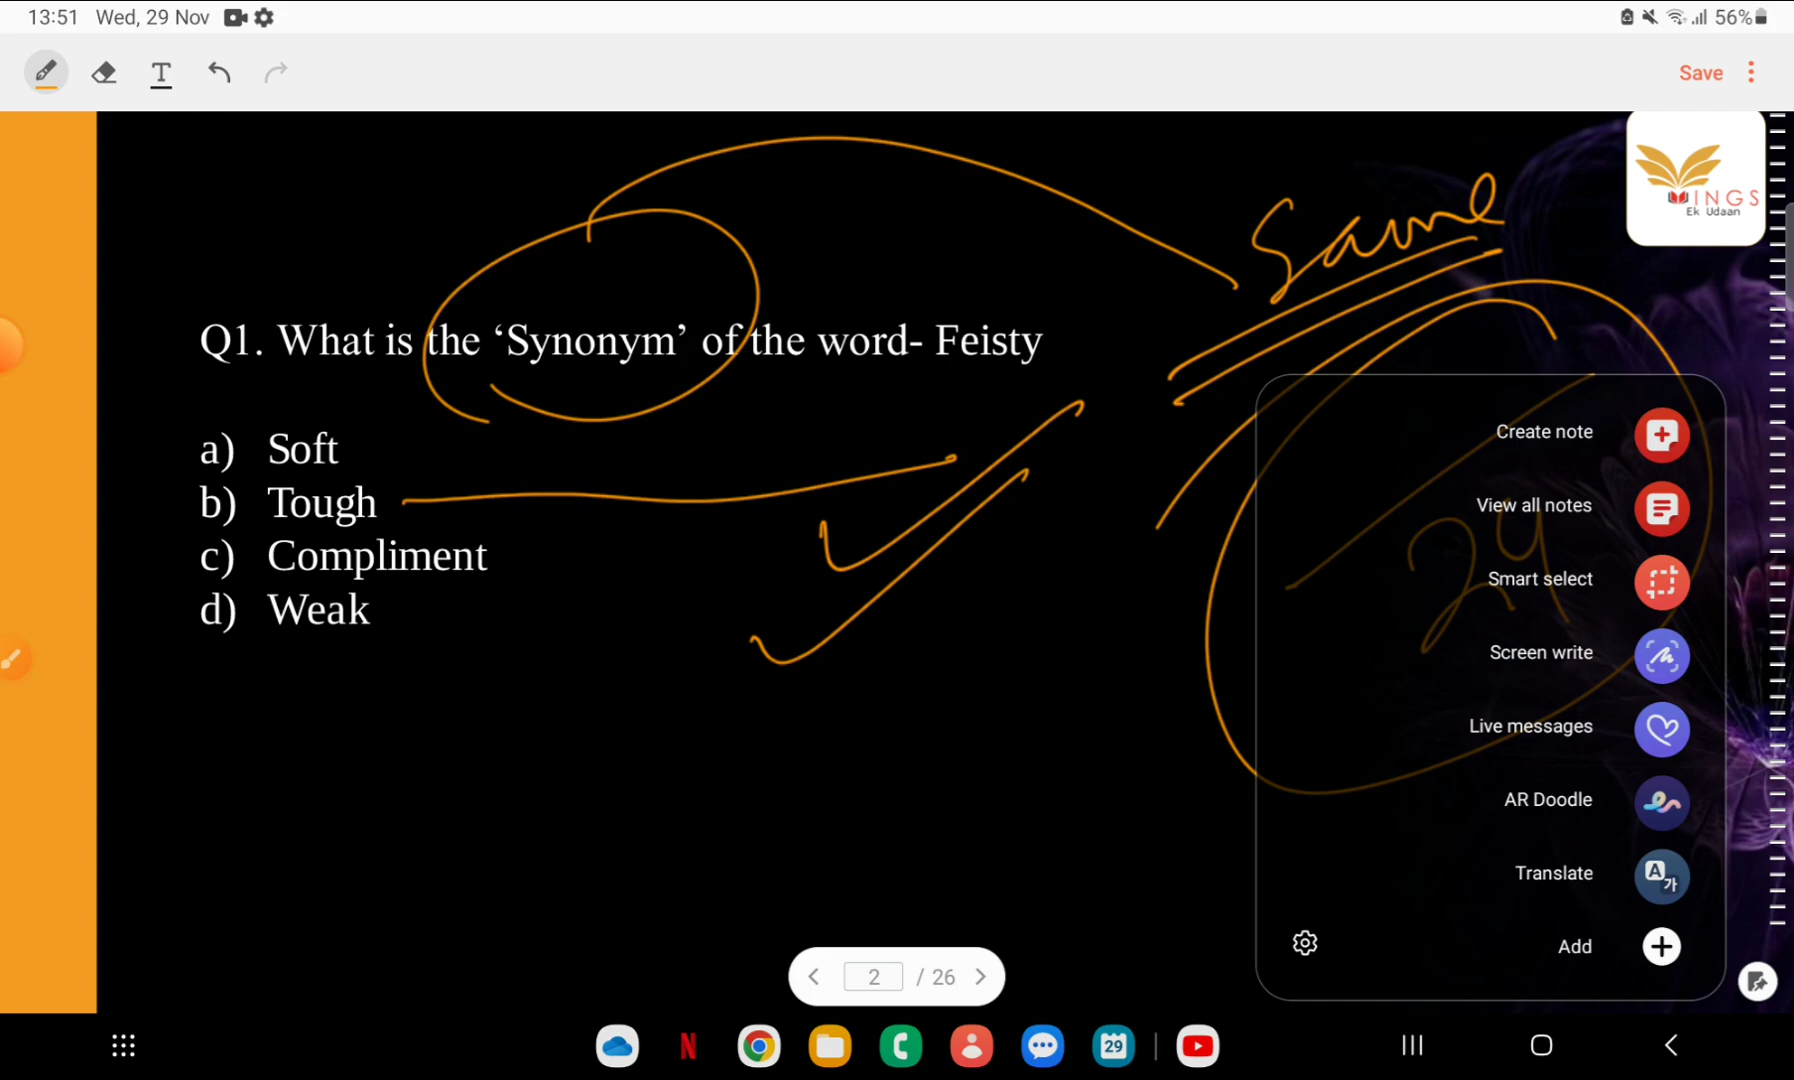 13:51 Wed, 29 Nov
56%
T
Save
Same
WINGS
Ek Udaan
Q1. What is the ‘Synonym’ of the word- Feisty
a) Soft
b) Tough
c) Compliment
d) Weak
29
Create note
View all notes
Smart select
Screen write
Live messages
AR Doodle
Translate
Add
2 / 26
N
29